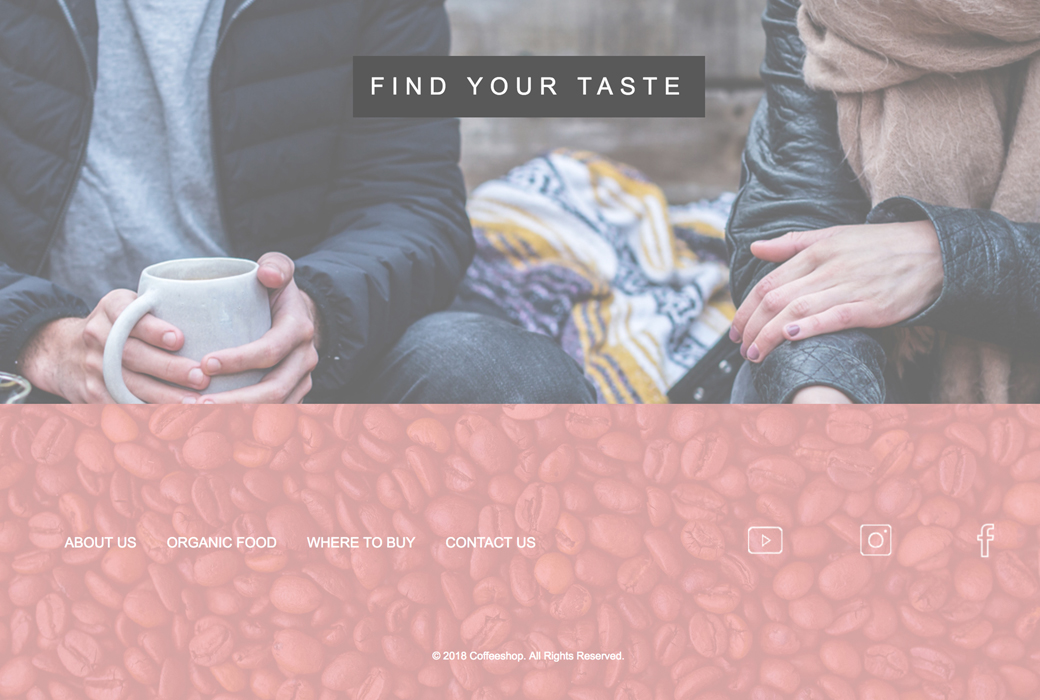 FIND YOUR TASTE
ABOUT US ORGANIC FOOD WHERE TO BUY CONTACT US
© 2018 Coffeeshop. All Rights Reserved.